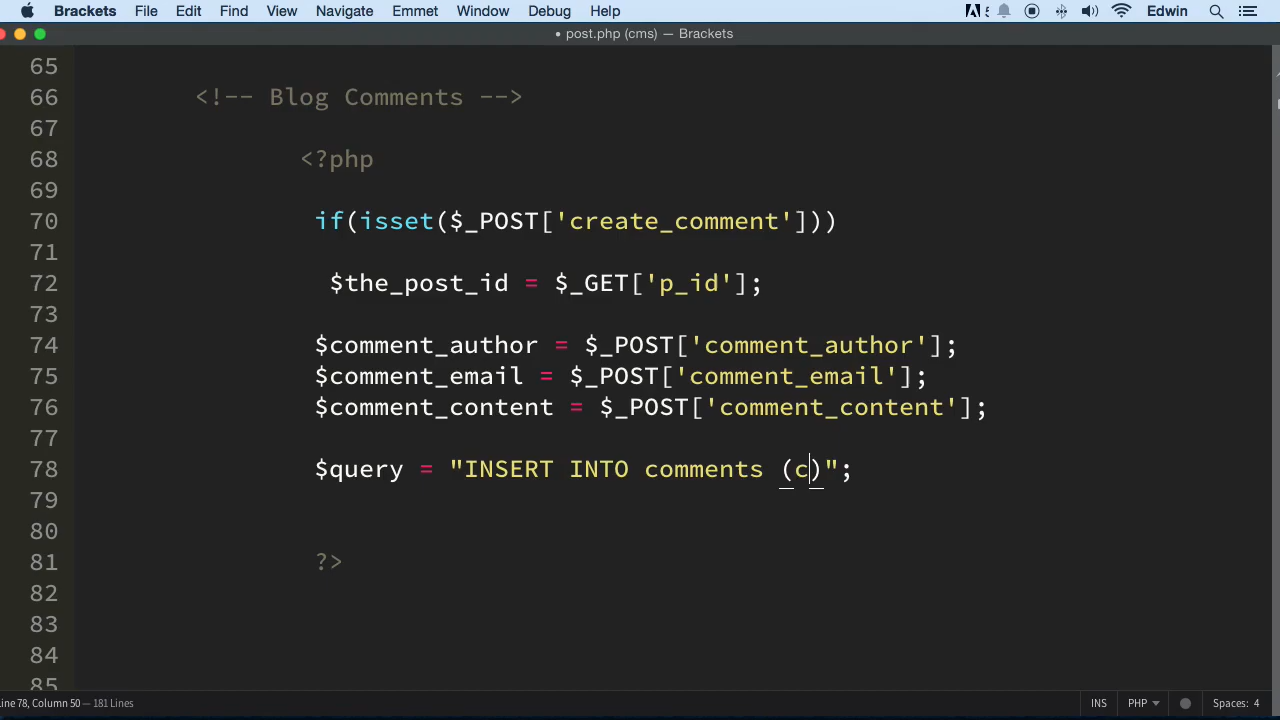 Brackets File Edit Find View Navigate Emmet Window Debug Help Edwin
• post.php (cms) — Brackets
65
66 <!-- Blog Comments -->
67
68 <?php
69
70 if(isset($_POST['create_comment']))
71
72 $the_post_id = $_GET['p_id'];
73
74 $comment_author = $_POST['comment_author'];
75 $comment_email = $_POST['comment_email'];
76 $comment_content = $_POST['comment_content'];
77
78 $query = "INSERT INTO comments (c)";
79
80
81 ?>
82
83
84
85
Line 78, Column 50 — 181 Lines INS PHP Spaces: 4